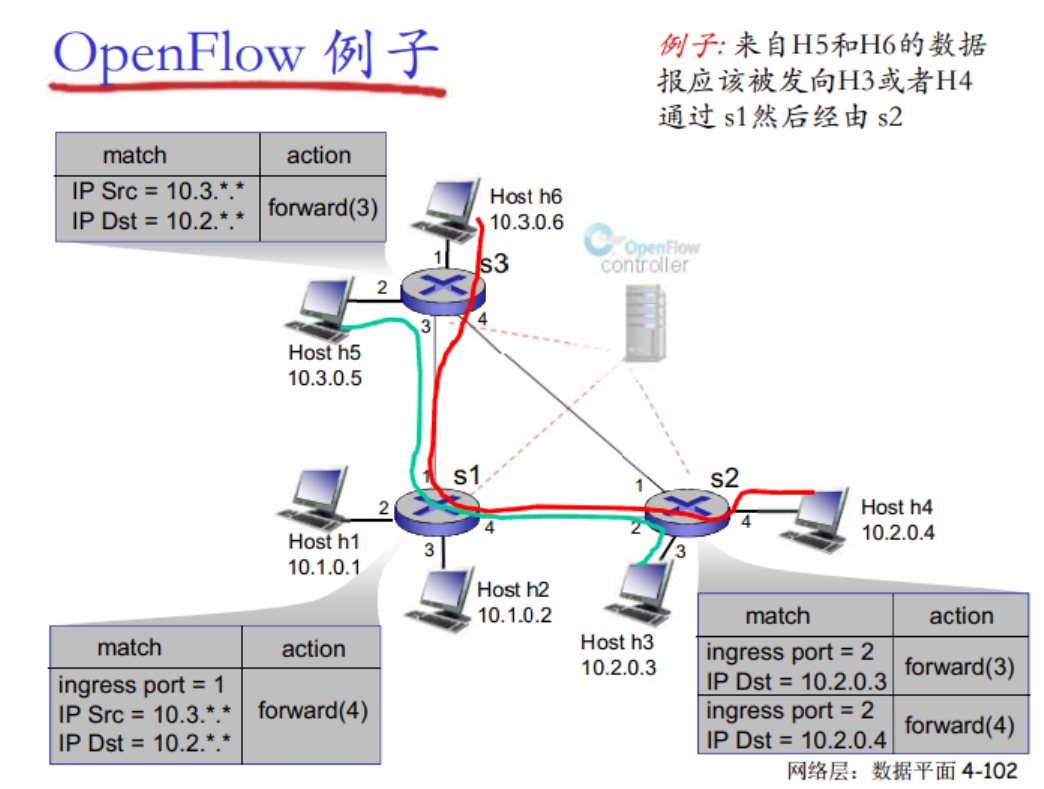 OpenFlow 例子
例子: 来自H5和H6的数据
报应该被发向H3或者H4
通过 s1然后经由 s2
match action
IP Src = 10.3.*.*
IP Dst = 10.2.*.*
forward(3)
Host h6
10.3.0.6
OpenFlow
controller
1
s3
2
3
4
Host h5
10.3.0.5
1
s1
2
4
3
Host h1
10.1.0.1
Host h2
10.1.0.2
1
s2
2
4
3
Host h4
10.2.0.4
Host h3
10.2.0.3
match action
ingress port = 1
IP Src = 10.3.*.*
IP Dst = 10.2.*.*
forward(4)
match action
ingress port = 2
IP Dst = 10.2.0.3
forward(3)
ingress port = 2
IP Dst = 10.2.0.4
forward(4)
网络层：数据平面 4-102